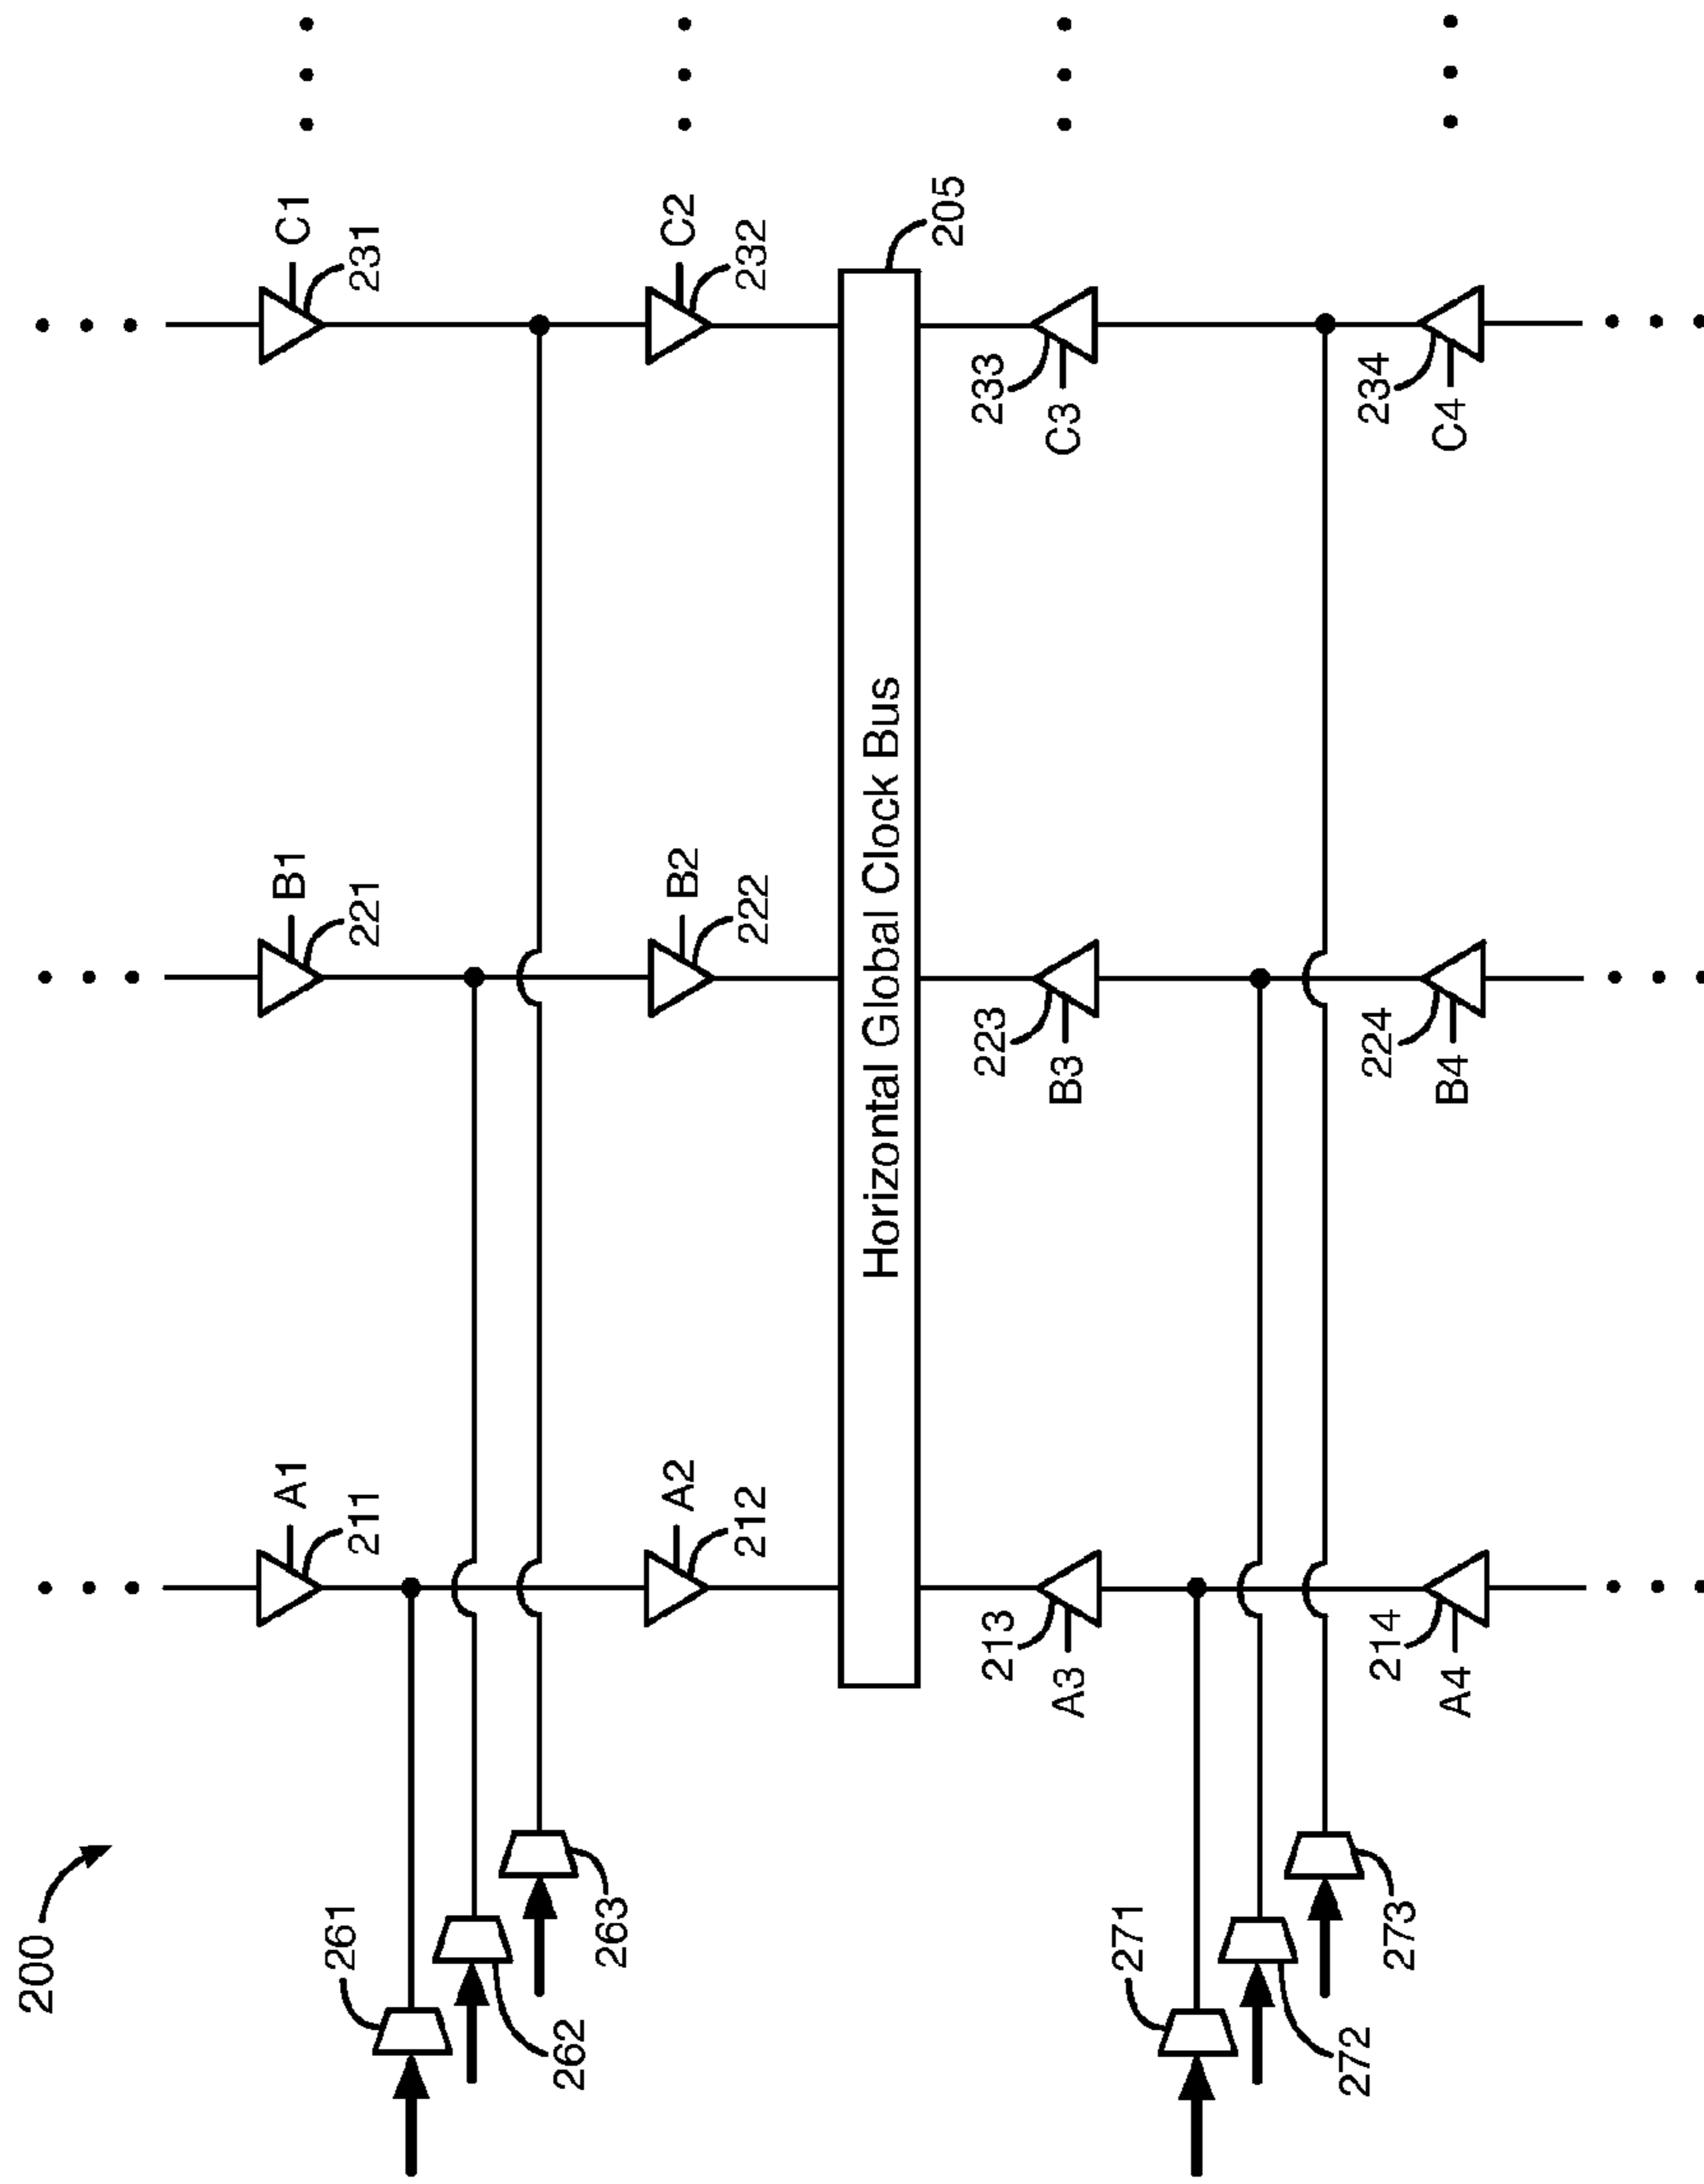 200
A1
B1
C1
261
211
221
231
262
263
A2
B2
C2
212
222
232
Horizontal Global Clock Bus
205
213
223
233
A3
B3
C3
271
272
214
224
234
273
A4
B4
C4